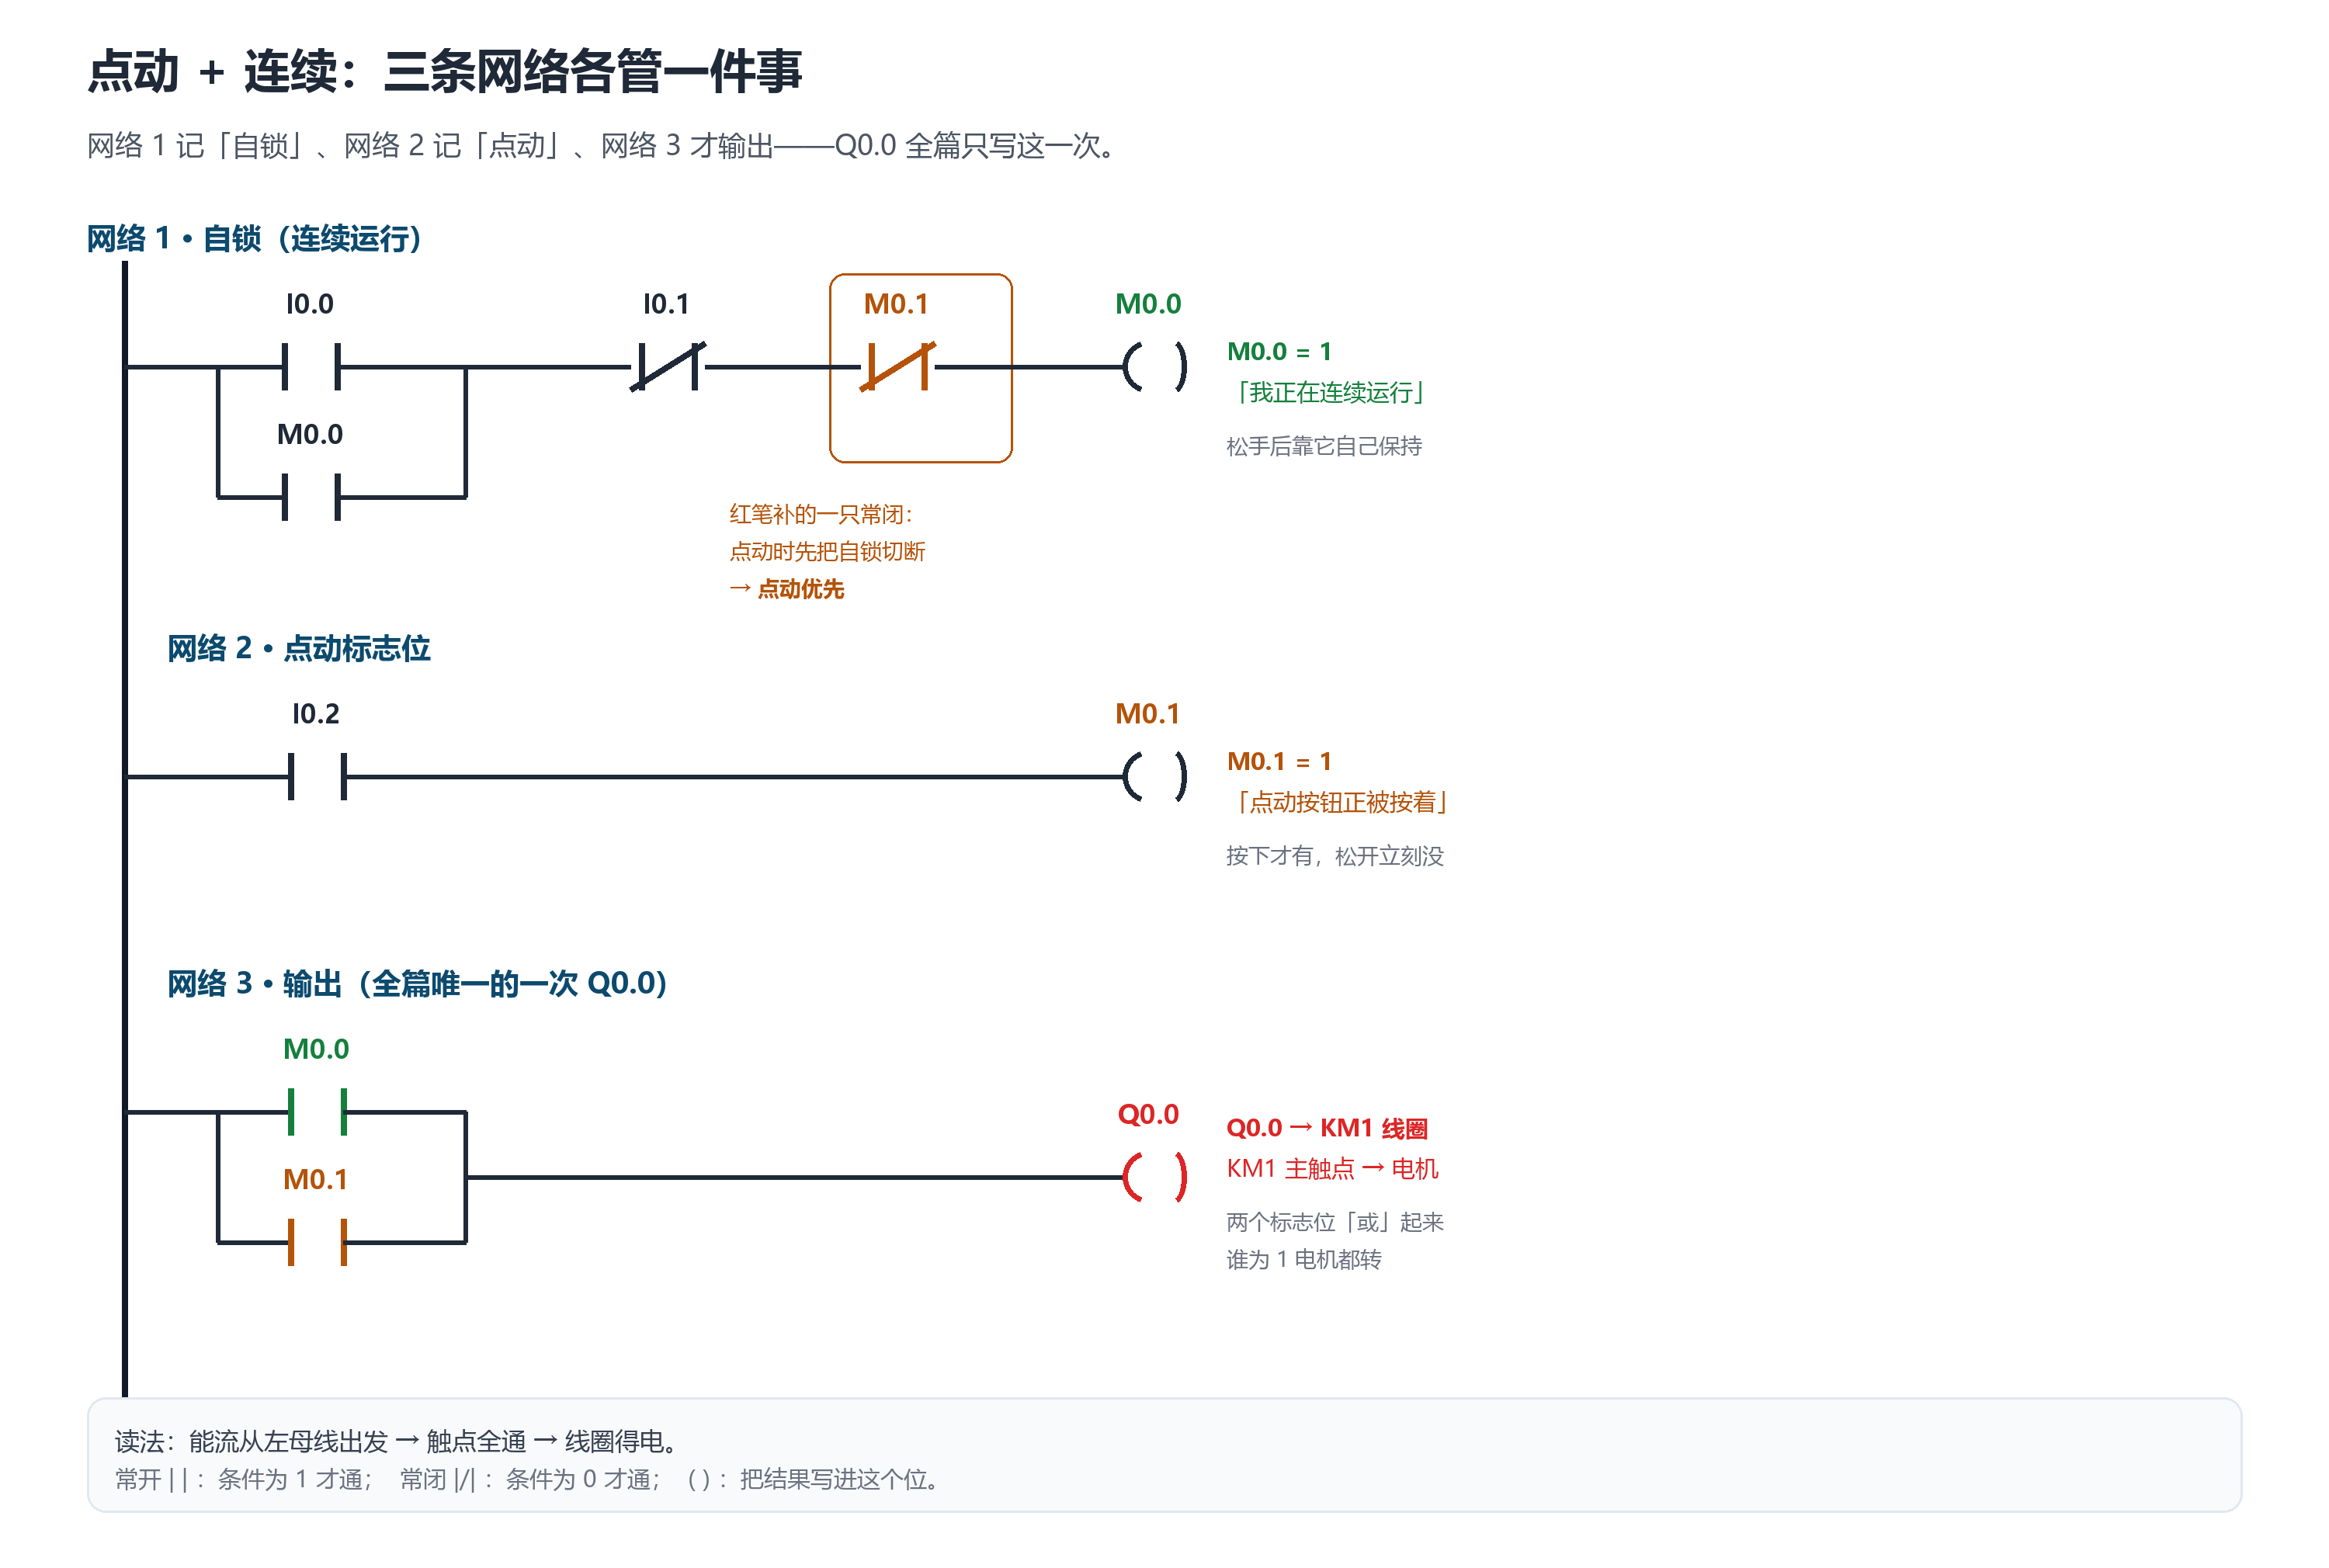 点动 + 连续：三条网络各管一件事
网络 1 记「自锁」、网络 2 记「点动」、网络 3 才输出——Q0.0 全篇只写这一次。
网络 1 · 自锁（连续运行）
I0.0
I0.1
M0.1
M0.0
M0.0 = 1
「我正在连续运行」
松手后靠它自己保持
M0.0
红笔补的一只常闭：
点动时先把自锁切断
→ 点动优先
网络 2 · 点动标志位
I0.2
M0.1
M0.1 = 1
「点动按钮正被按着」
按下才有，松开立刻没
网络 3 · 输出（全篇唯一的一次 Q0.0）
M0.0
Q0.0
Q0.0 → KM1 线圈
KM1 主触点 → 电机
M0.1
两个标志位「或」起来
谁为 1 电机都转
读法：能流从左母线出发 → 触点全通 → 线圈得电。
常开 | | ：条件为 1 才通； 常闭 |/| ：条件为 0 才通； ( ) ：把结果写进这个位。